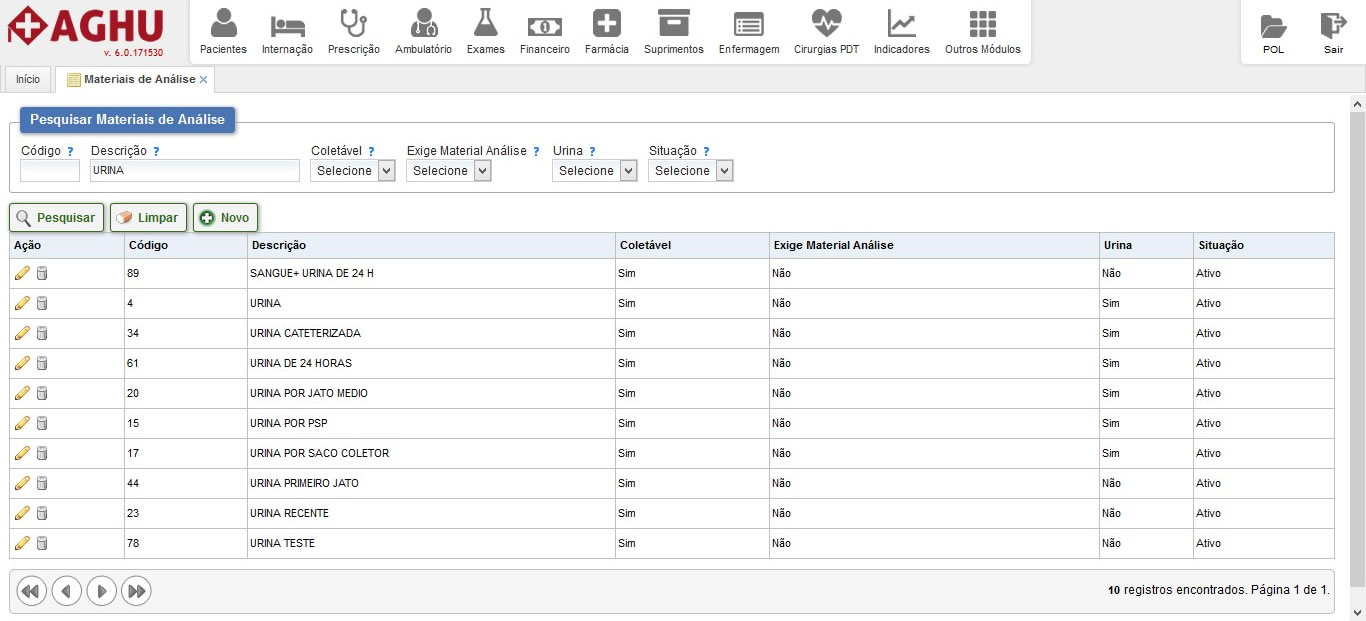 AGHU
v. 6.0.171530
Pacientes Internação Prescrição Ambulatório Exames Financeiro Farmácia Suprimentos Enfermagem Cirurgias PDT Indicadores Outros Módulos POL Sair
Início Materiais de Análise ×
Pesquisar Materiais de Análise
Código ? Descrição ? Coletável ? Exige Material Análise ? Urina ? Situação ?
URINA Selecione Selecione Selecione Selecione
Pesquisar Limpar Novo
Ação Código Descrição Coletável Exige Material Análise Urina Situação
89 SANGUE+ URINA DE 24 H Sim Não Não Ativo
4 URINA Sim Não Sim Ativo
34 URINA CATETERIZADA Sim Não Sim Ativo
61 URINA DE 24 HORAS Sim Não Sim Ativo
20 URINA POR JATO MEDIO Sim Não Sim Ativo
15 URINA POR PSP Sim Não Sim Ativo
17 URINA POR SACO COLETOR Sim Não Sim Ativo
44 URINA PRIMEIRO JATO Sim Não Não Ativo
23 URINA RECENTE Sim Não Não Ativo
78 URINA TESTE Sim Não Não Ativo
10 registros encontrados. Página 1 de 1.